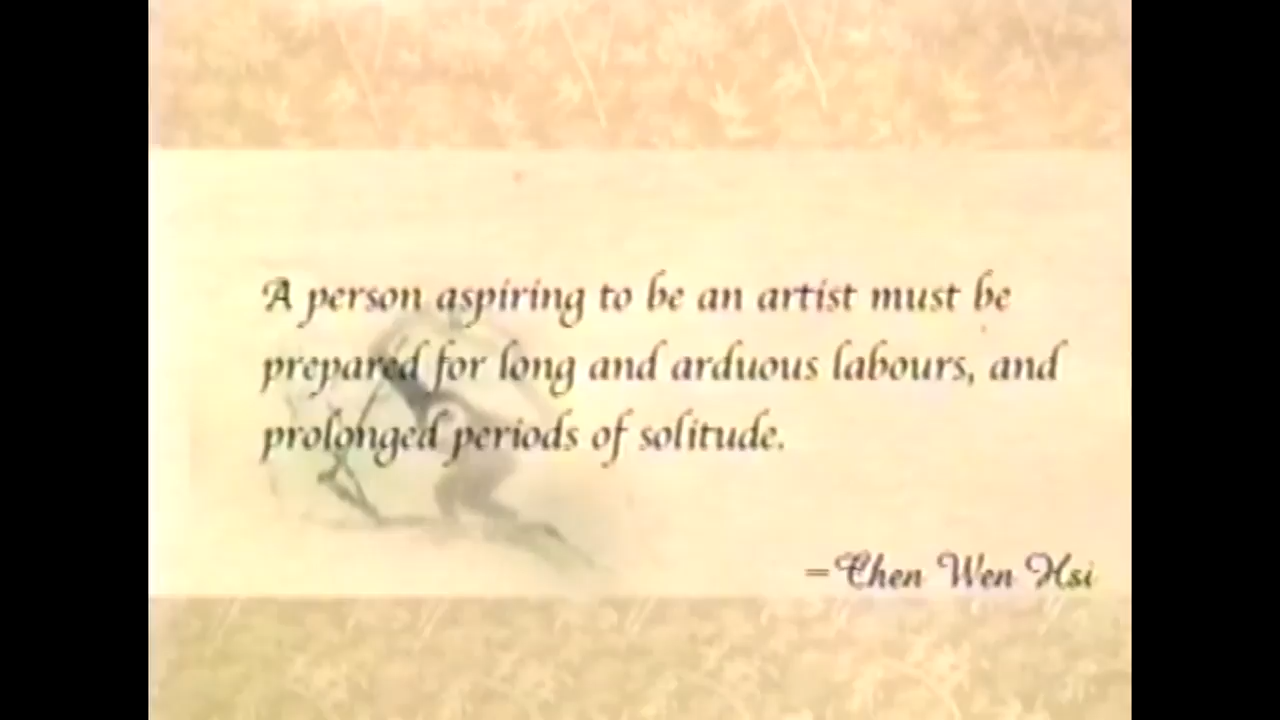 A person aspiring to be an artist must be
prepared for long and arduous labours, and
prolonged periods of solitude.
=Chen Wen Hsi